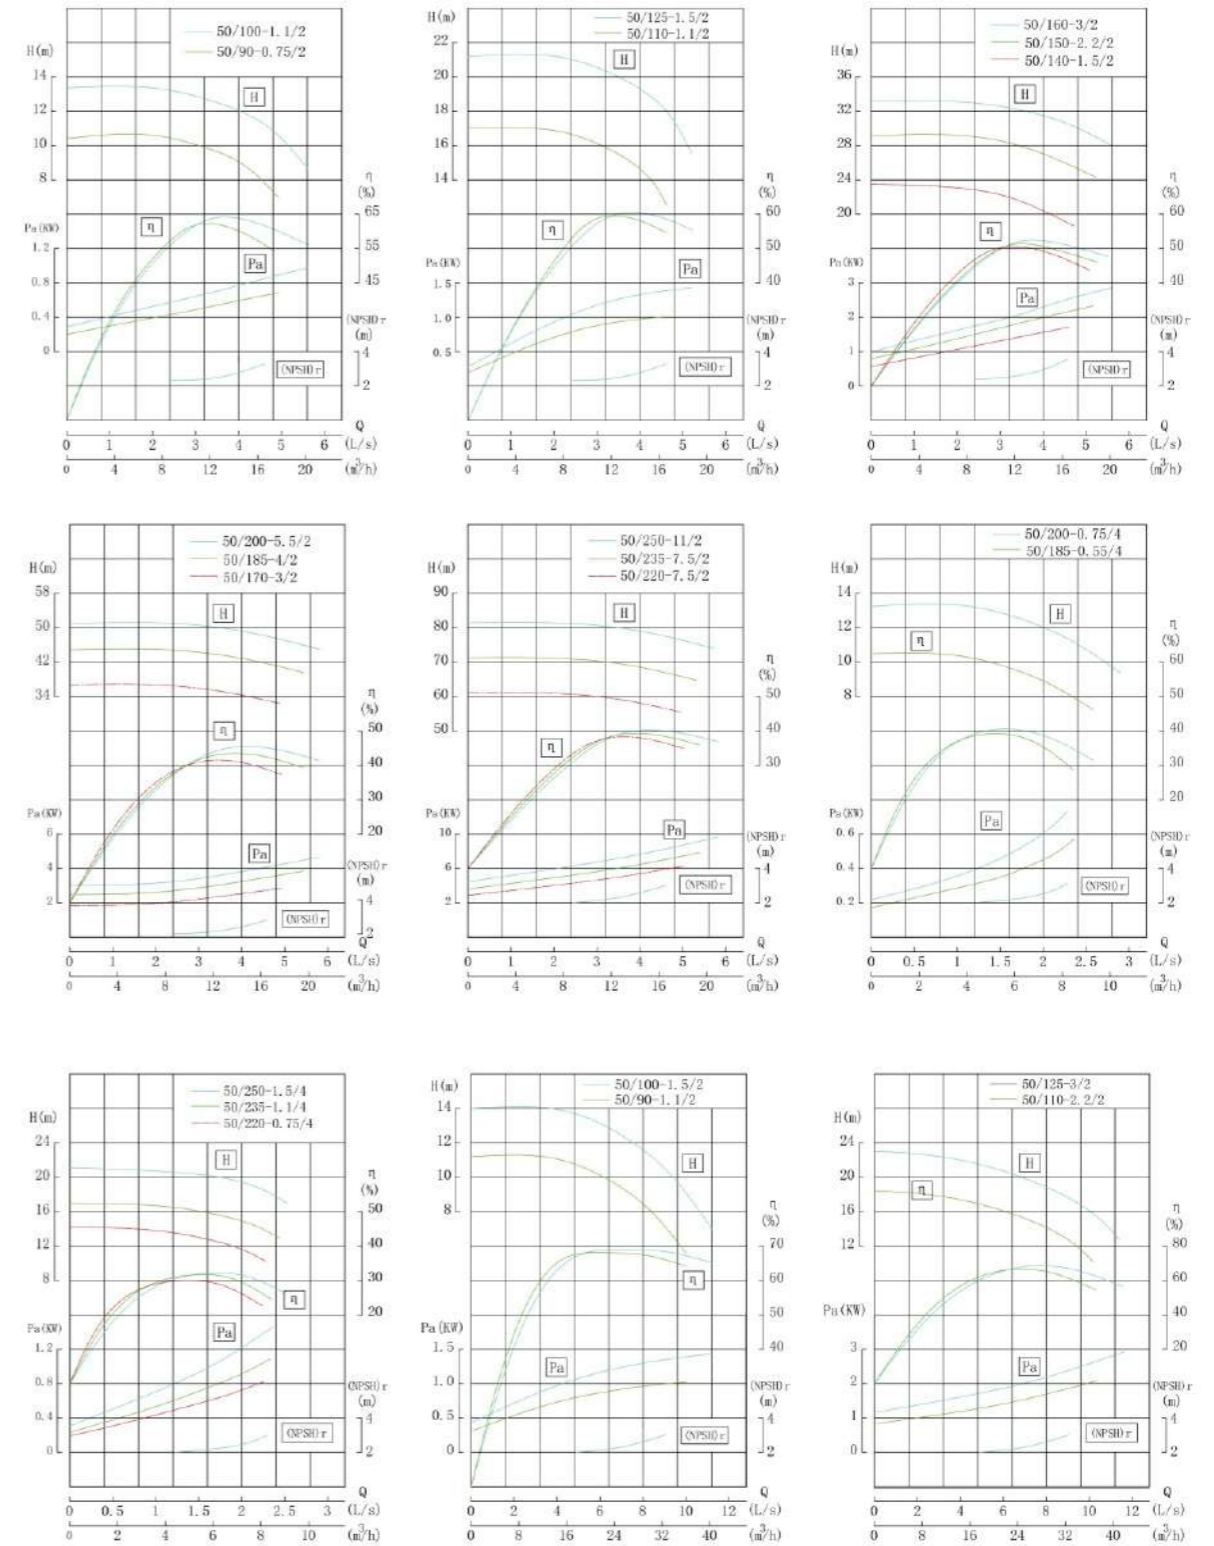 50/100-1.1/2
50/90-0.75/2
H(m)
14
12
10
8
H
η
(%)
65
55
45
η
Pa(KW)
1.2
0.8
0.4
0
Pa
(NPSH)r
(m)
4
2
(NPSH)r
Q
0 1 2 3 4 5 6 (L/s)
0 4 8 12 16 20 (m³/h)
H(m)
50/125-1.5/2
50/110-1.1/2
22
20
18
16
14
H
η
(%)
60
50
40
η
Pa(KW)
1.5
1.0
0.5
Pa
(NPSH)r
(m)
4
2
(NPSH)r
Q
0 1 2 3 4 5 6 (L/s)
0 4 8 12 16 20 (m³/h)
50/160-3/2
50/150-2.2/2
50/140-1.5/2
H(m)
36
32
28
24
20
H
η
(%)
60
50
40
η
Pa(KW)
3
2
1
0
Pa
(NPSH)r
(m)
4
2
(NPSH)r
Q
0 1 2 3 4 5 6 (L/s)
0 4 8 12 16 20 (m³/h)
50/200-5.5/2
50/185-4/2
50/170-3/2
H(m)
58
50
42
34
H
η
(%)
50
40
30
20
η
Pa(KW)
6
4
2
Pa
(NPSH)r
(m)
4
2
(NPSH)r
Q
0 1 2 3 4 5 6 (L/s)
0 4 8 12 16 20 (m³/h)
50/250-11/2
50/235-7.5/2
50/220-7.5/2
H(m)
90
80
70
60
50
H
η
(%)
50
40
30
η
Pa(KW)
10
6
2
Pa
(NPSH)r
(m)
4
2
(NPSH)r
Q
0 1 2 3 4 5 6 (L/s)
0 4 8 12 16 20 (m³/h)
50/200-0.75/4
50/185-0.55/4
H(m)
14
12
10
8
H
η
η
(%)
60
50
40
30
20
Pa(KW)
0.6
0.4
0.2
Pa
(NPSH)r
(m)
4
2
(NPSH)r
Q
0 0.5 1 1.5 2 2.5 3 (L/s)
0 2 4 6 8 10 (m³/h)
50/250-1.5/4
50/235-1.1/4
50/220-0.75/4
H(m)
24
20
16
12
8
H
η
(%)
50
40
30
20
η
Pa(KW)
1.2
0.8
0.4
0
Pa
(NPSH)r
(m)
4
2
(NPSH)r
Q
0 0.5 1 1.5 2 2.5 3 (L/s)
0 2 4 6 8 10 (m³/h)
H(m)
50/100-1.5/2
50/90-1.1/2
14
12
10
8
H
η
(%)
70
60
50
40
η
Pa(KW)
1.5
1.0
0.5
0
Pa
(NPSH)r
(m)
4
2
(NPSH)r
Q
0 2 4 6 8 10 12 (L/s)
0 8 16 24 32 40 (m³/h)
50/125-3/2
50/110-2.2/2
H(m)
24
20
16
12
H
η
η
(%)
80
60
40
20
Pa(KW)
3
2
1
0
Pa
(NPSH)r
(m)
4
2
(NPSH)r
Q
0 2 4 6 8 10 12 (L/s)
0 8 16 24 32 40 (m³/h)